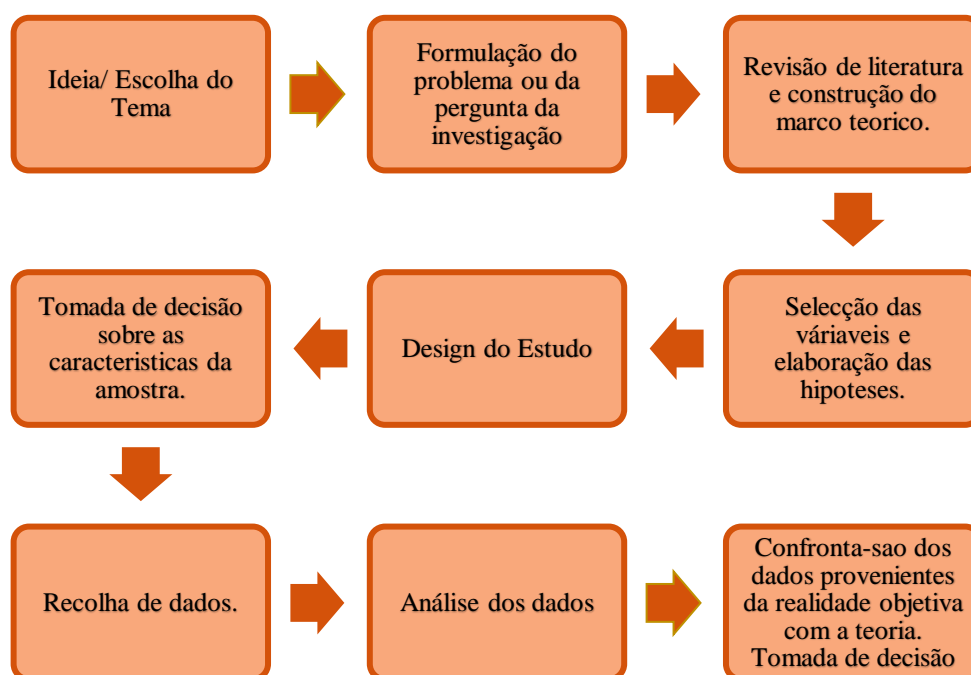 Ideia/ Escolha do
Tema
Formulação do
problema ou da
pergunta da
investigação
Revisão de literatura
e construção do
marco teorico.
Selecção das
váriaveis e
elaboração das
hipoteses.
Design do Estudo
Tomada de decisão
sobre as
caracteristicas da
amostra.
Recolha de dados.
Análise dos dados
Confronta-sao dos
dados provenientes
da realidade objetiva
com a teoria.
Tomada de decisão